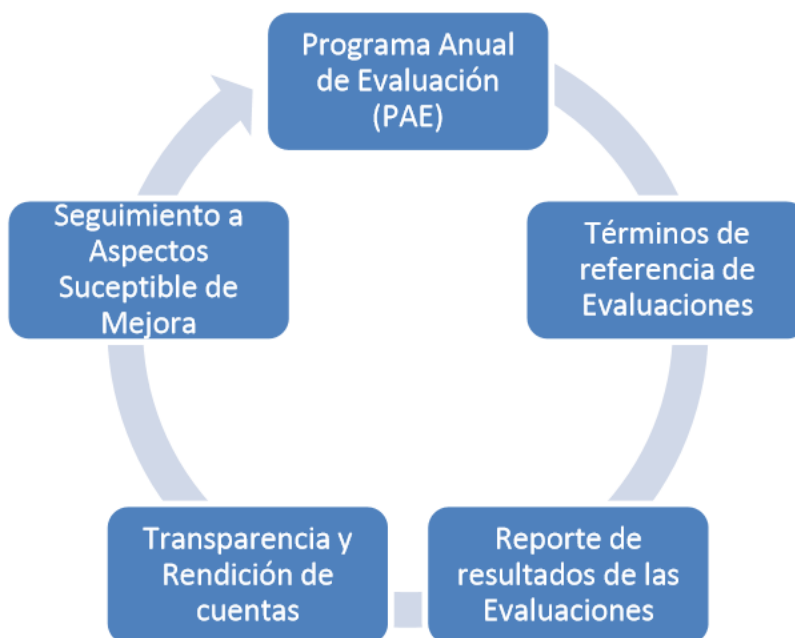 Programa Anual
de Evaluación
(PAE)
Términos de
referencia de
Evaluaciones
Reporte de
resultados de las
Evaluaciones
Transparencia y
Rendición de
cuentas
Seguimiento a
Aspectos
Suceptible de
Mejora